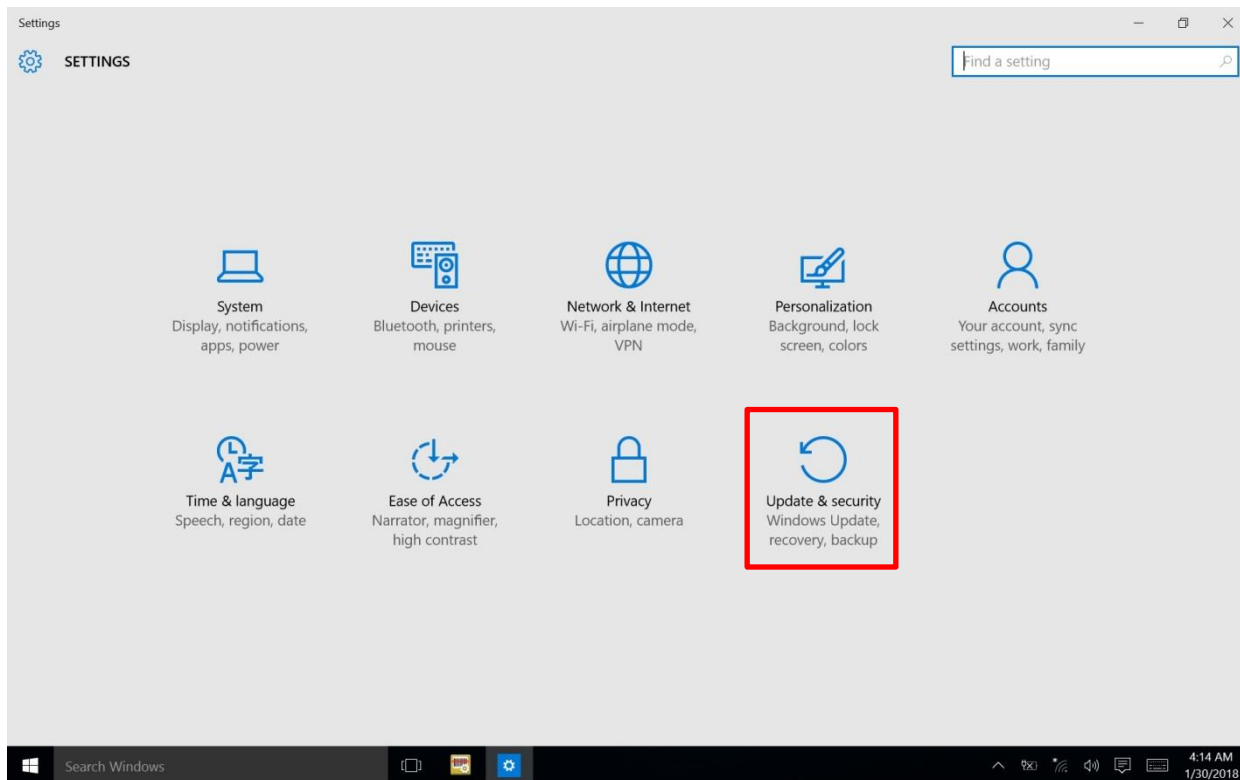 Settings
SETTINGS
Find a setting
System
Display, notifications,
apps, power
Devices
Bluetooth, printers,
mouse
Network & Internet
Wi-Fi, airplane mode,
VPN
Personalization
Background, lock
screen, colors
Accounts
Your account, sync
settings, work, family
A字
Time & language
Speech, region, date
Ease of Access
Narrator, magnifier,
high contrast
Privacy
Location, camera
Update & security
Windows Update,
recovery, backup
Search Windows
4:14 AM
1/30/2018